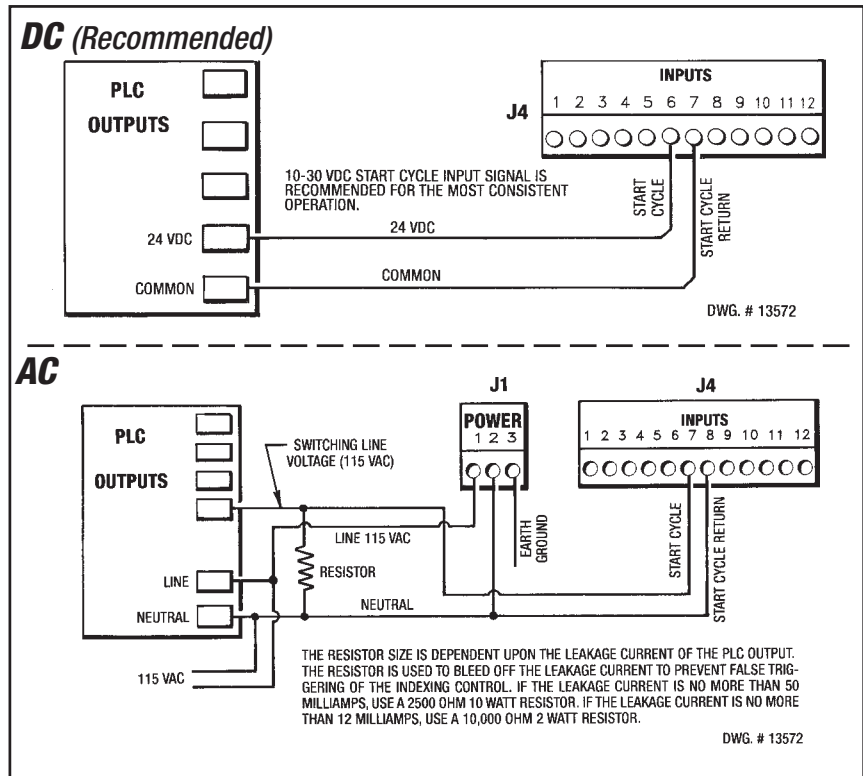 DC (Recommended)
PLC
OUTPUTS
24 VDC
COMMON
10-30 VDC START CYCLE INPUT SIGNAL IS
RECOMMENDED FOR THE MOST CONSISTENT
OPERATION.
24 VDC
COMMON
J4
INPUTS
1 2 3 4 5 6 7 8 9 10 11 12
START
CYCLE
START CYCLE
RETURN
DWG. # 13572
AC
PLC
OUTPUTS
LINE
NEUTRAL
115 VAC
SWITCHING LINE
VOLTAGE (115 VAC)
LINE 115 VAC
RESISTOR
NEUTRAL
J1
POWER
1 2 3
EARTH
GROUND
J4
INPUTS
1 2 3 4 5 6 7 8 9 10 11 12
START CYCLE
START CYCLE RETURN
THE RESISTOR SIZE IS DEPENDENT UPON THE LEAKAGE CURRENT OF THE PLC OUTPUT.
THE RESISTOR IS USED TO BLEED OFF THE LEAKAGE CURRENT TO PREVENT FALSE TRIG-
GERING OF THE INDEXING CONTROL. IF THE LEAKAGE CURRENT IS NO MORE THAN 50
MILLIAMPS, USE A 2500 OHM 10 WATT RESISTOR. IF THE LEAKAGE CURRENT IS NO MORE
THAN 12 MILLIAMPS, USE A 10,000 OHM 2 WATT RESISTOR.
DWG. # 13572